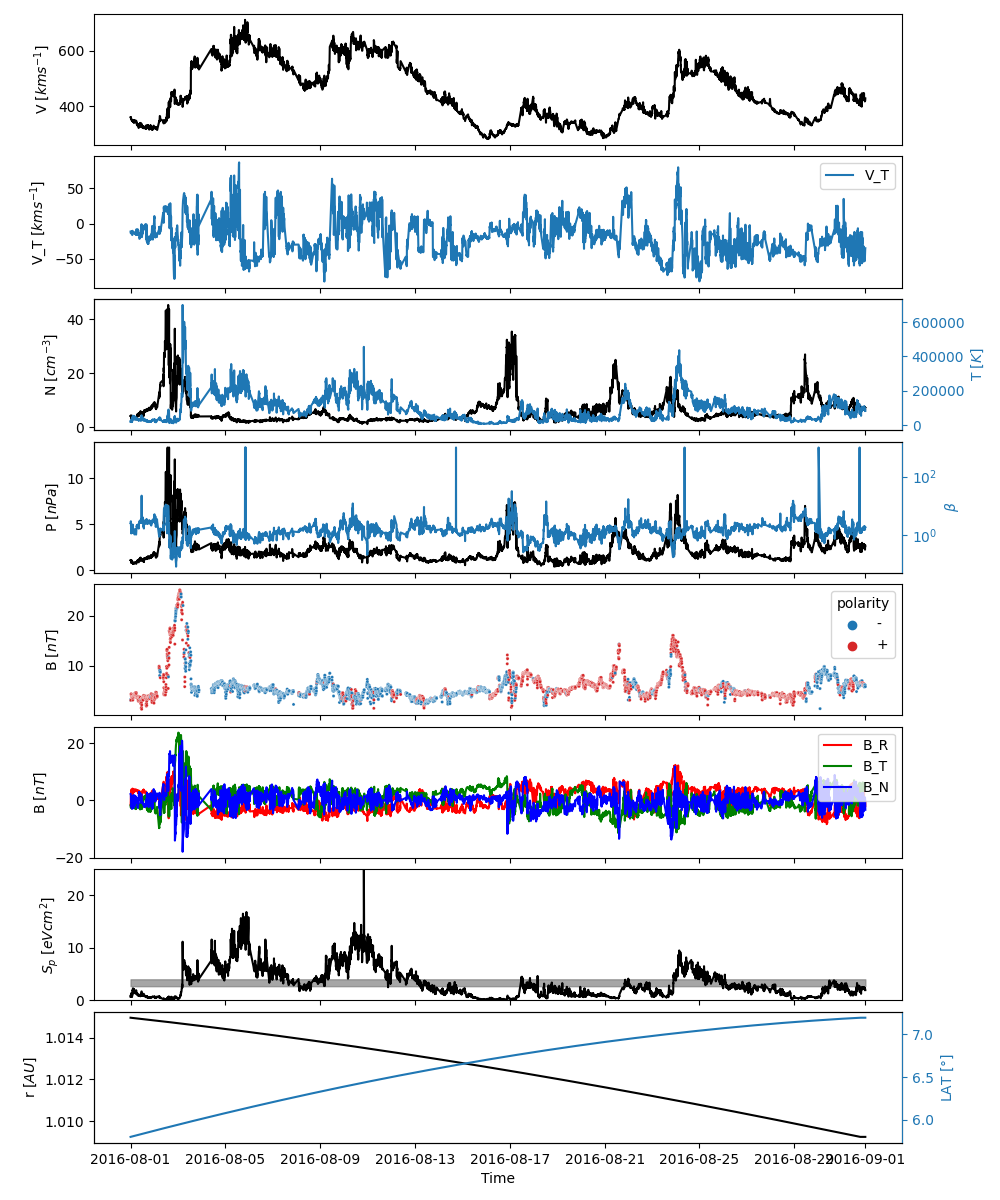 V [kms⁻¹]
600
400
V_T [kms⁻¹]
50
0
−50
V_T
N [cm⁻³]
40
20
0
600000
400000
200000
0
T [K]
P [nPa]
10
5
0
10²
10⁰
β
B [nT]
20
10
polarity
-
+
B [nT]
20
0
−20
B_R
B_T
B_N
S_p [eVcm²]
20
10
0
r [AU]
1.014
1.012
1.010
7.0
6.5
6.0
LAT [°]
2016-08-01 2016-08-05 2016-08-09 2016-08-13 2016-08-17 2016-08-21 2016-08-25 2016-08-29 2016-09-01
Time